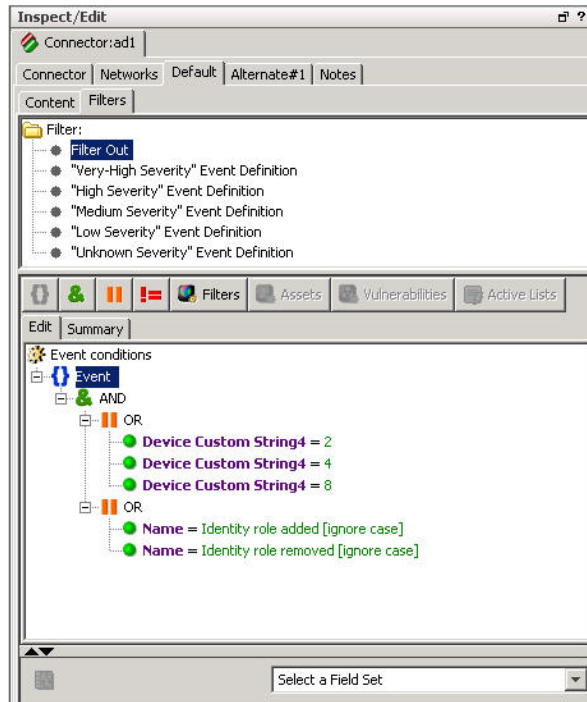 Inspect/Edit
Connector:ad1
Connector Networks Default Alternate#1 Notes
Content Filters
Filter:
Filter Out
"Very-High Severity" Event Definition
"High Severity" Event Definition
"Medium Severity" Event Definition
"Low Severity" Event Definition
"Unknown Severity" Event Definition
{} & != Filters Assets Vulnerabilities Active Lists
Edit Summary
Event conditions
{} Event
& AND
OR
Device Custom String4 = 2
Device Custom String4 = 4
Device Custom String4 = 8
OR
Name = Identity role added [ignore case]
Name = Identity role removed [ignore case]
Select a Field Set